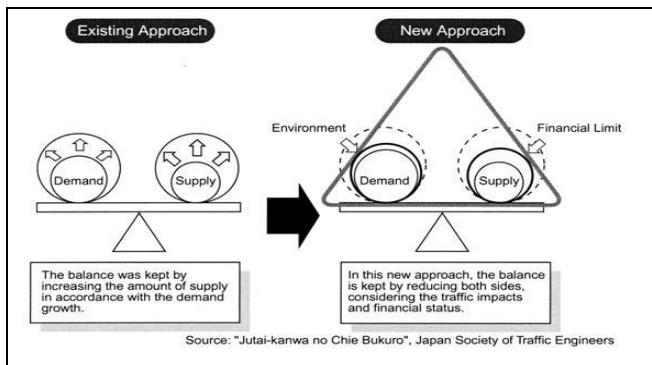 Existing Approach
New Approach
Environment
Financial Limit
Demand
Supply
Demand
Supply
The balance was kept by
increasing the amount of supply
in accordance with the demand
growth.
In this new approach, the balance
is kept by reducing both sides,
considering the traffic impacts
and financial status.
Source: "Jutai-kanwa no Chie Bukuro", Japan Society of Traffic Engineers